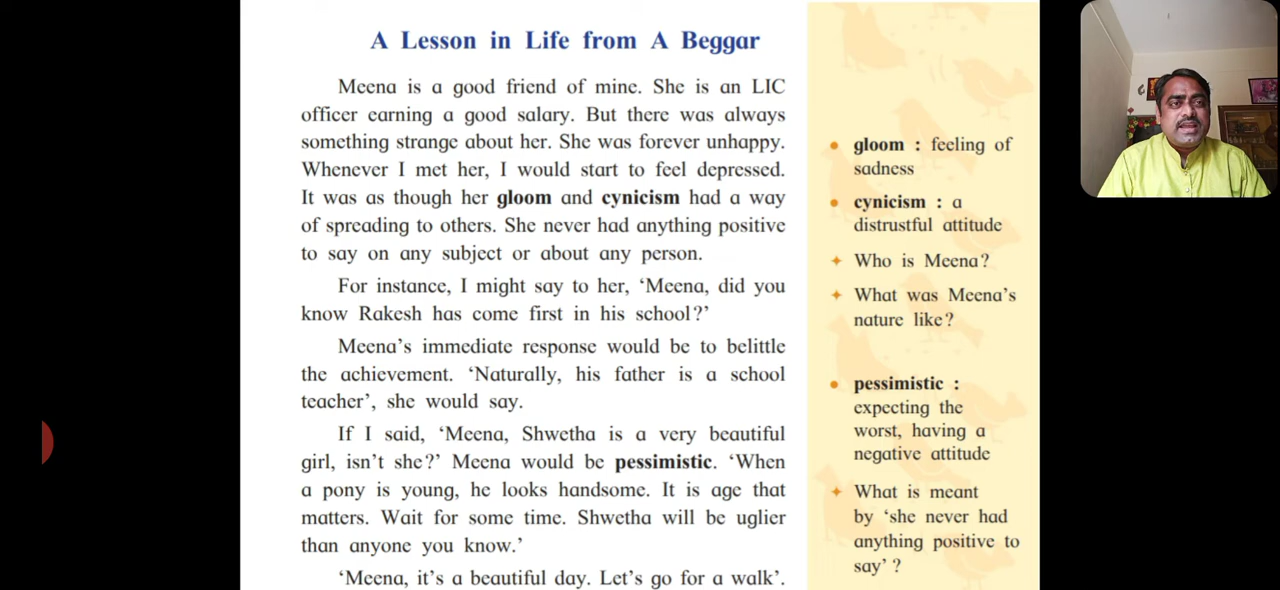 A Lesson in Life from A Beggar
Meena is a good friend of mine. She is an LIC
officer earning a good salary. But there was always
something strange about her. She was forever unhappy.
Whenever I met her, I would start to feel depressed.
It was as though her gloom and cynicism had a way
of spreading to others. She never had anything positive
to say on any subject or about any person.
For instance, I might say to her, ‘Meena, did you
know Rakesh has come first in his school?’
Meena’s immediate response would be to belittle
the achievement. ‘Naturally, his father is a school
teacher’, she would say.
If I said, ‘Meena, Shwetha is a very beautiful
girl, isn’t she?’ Meena would be pessimistic. ‘When
a pony is young, he looks handsome. It is age that
matters. Wait for some time. Shwetha will be uglier
than anyone you know.’
‘Meena, it’s a beautiful day. Let’s go for a walk’.
• gloom : feeling of
sadness
• cynicism : a
distrustful attitude
✦ Who is Meena?
✦ What was Meena’s
nature like?
• pessimistic :
expecting the
worst, having a
negative attitude
✦ What is meant
by ‘she never had
anything positive to
say’ ?